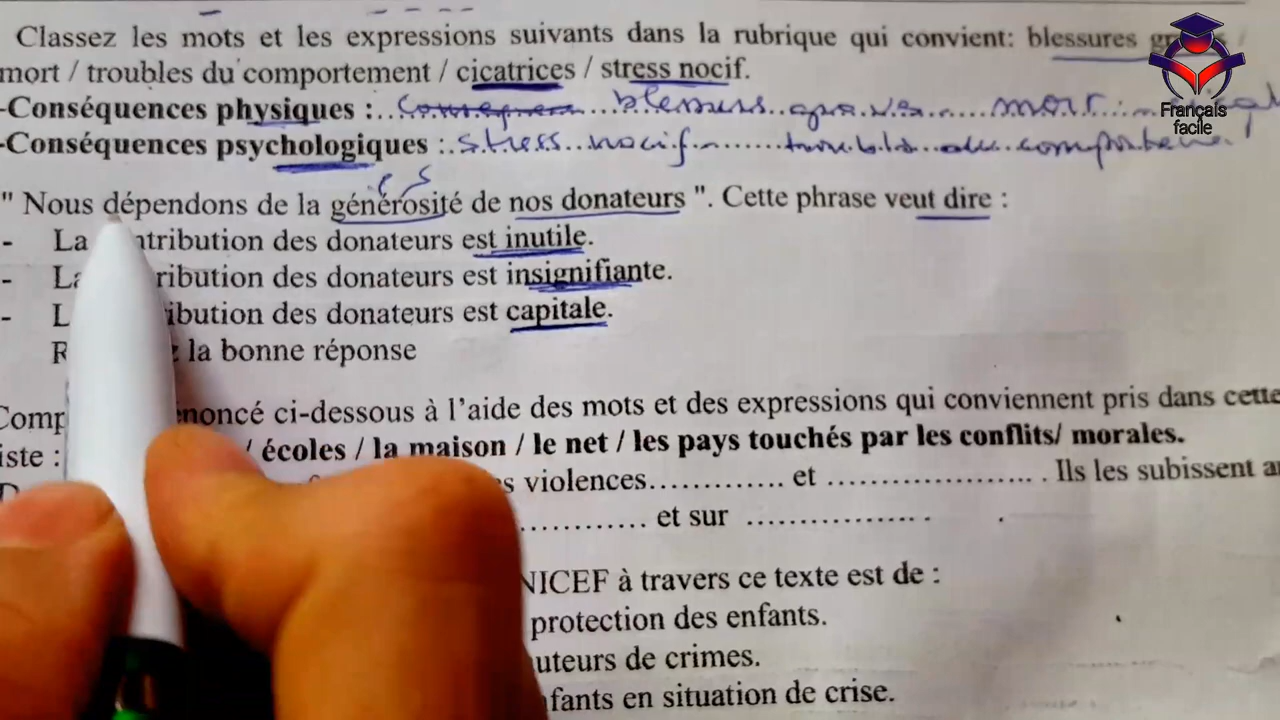 Classez les mots et les expressions suivants dans la rubrique qui convient: blessures
mort / troubles du comportement / cicatrices / stress nocif.
-Conséquences physiques : blessures graves mort
-Conséquences psychologiques : stress nocif troubles du comportement
" Nous dépendons de la générosité de nos donateurs ". Cette phrase veut dire :
- La ntribution des donateurs est inutile.
- La ribution des donateurs est insignifiante.
- L ibution des donateurs est capitale.
R la bonne réponse
Comp énoncé ci-dessous à l'aide des mots et des expressions qui conviennent pris dans cette
iste : / écoles / la maison / le net / les pays touchés par les conflits/ morales.
s violences............. et .................... . Ils les subissent
............ et sur ..................
NICEF à travers ce texte est de :
protection des enfants.
uteurs de crimes.
nfants en situation de crise.
Français
facile